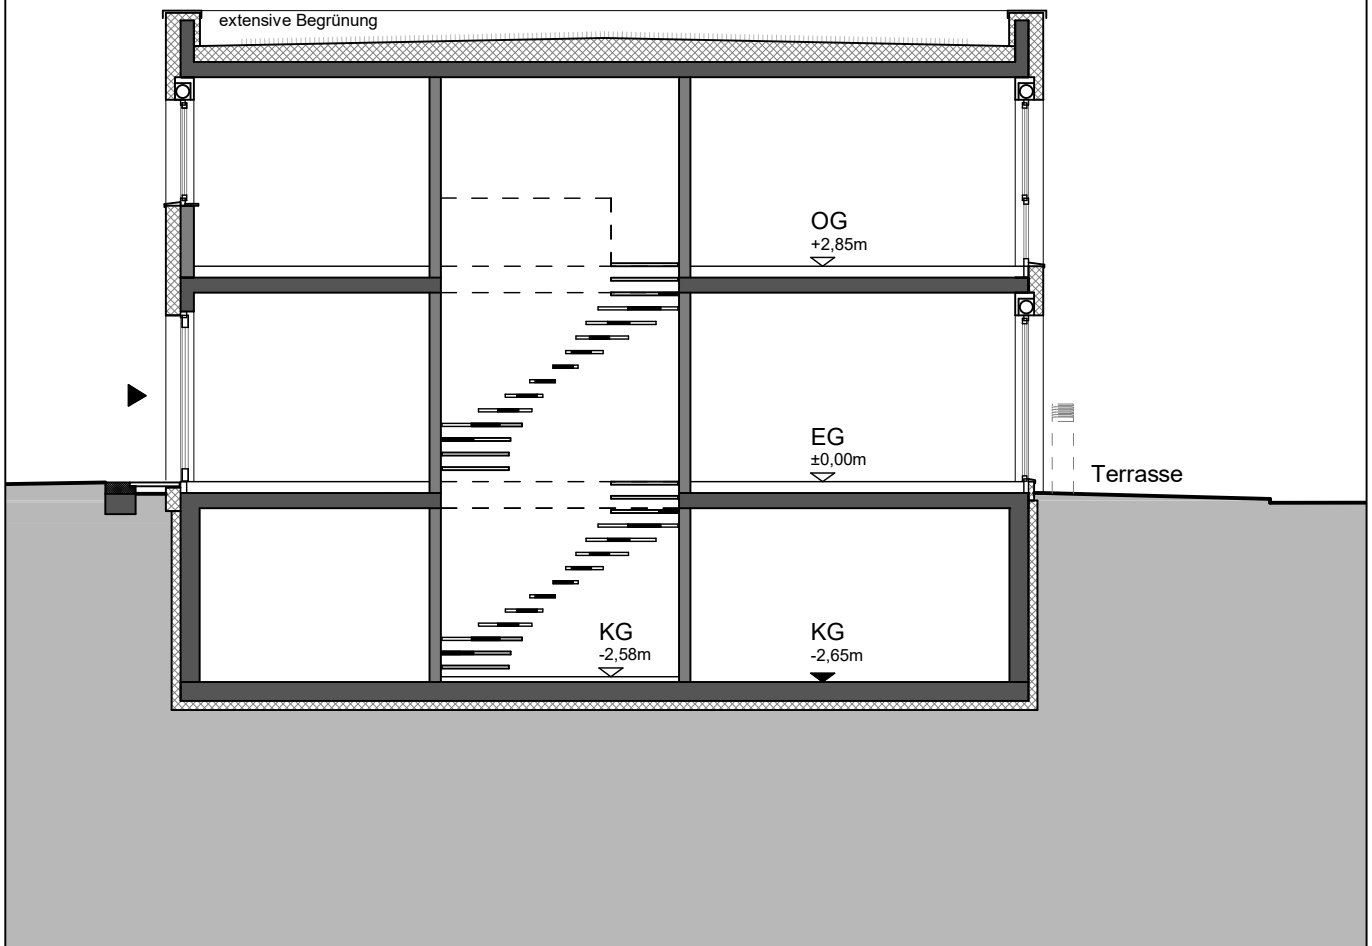 extensive Begrünung
OG
+2,85m
EG
±0,00m
Terrasse
KG
-2,58m
KG
-2,65m